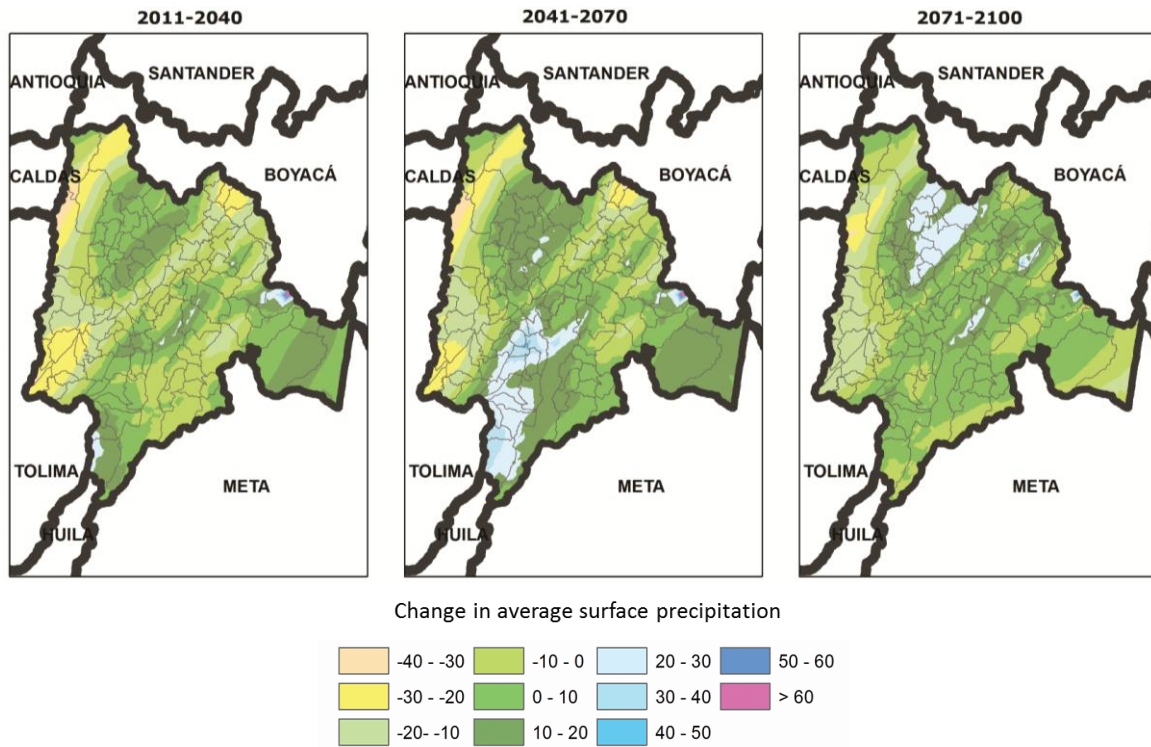 2011-2040 2041-2070 2071-2100
ANTIOQUIA SANTANDER ANTIOQUIA SANTANDER ANTIOQUIA SANTANDER
CALDAS BOYACÁ CALDAS BOYACÁ CALDAS BOYACÁ
TOLIMA META TOLIMA META TOLIMA META
HUILA HUILA HUILA
Change in average surface precipitation
-40 - -30 -10 - 0 20 - 30 50 - 60
-30 - -20 0 - 10 30 - 40 > 60
-20- -10 10 - 20 40 - 50